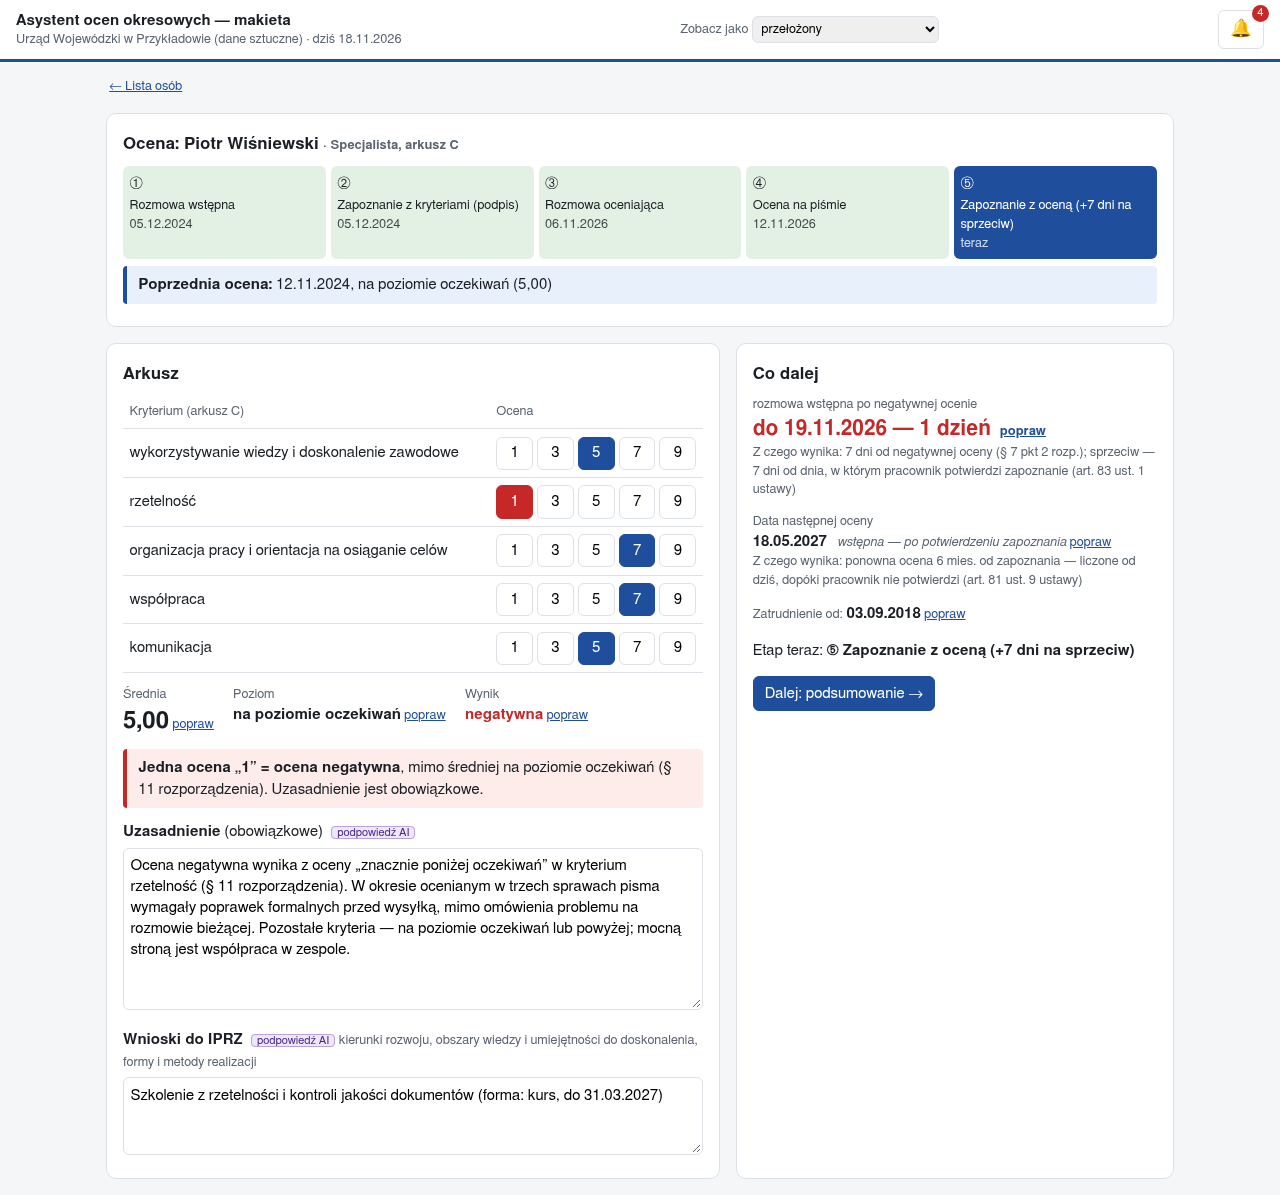 Asystent ocen okresowych — makieta
Urząd Wojewódzki w Przykładowie (dane sztuczne) · dziś 18.11.2026
Zobacz jako przełożony
4
← Lista osób
Ocena: Piotr Wiśniewski · Specjalista, arkusz C
①
Rozmowa wstępna
05.12.2024
②
Zapoznanie z kryteriami (podpis)
05.12.2024
③
Rozmowa oceniająca
06.11.2026
④
Ocena na piśmie
12.11.2026
⑤
Zapoznanie z oceną (+7 dni na
sprzeciw)
teraz
Poprzednia ocena: 12.11.2024, na poziomie oczekiwań (5,00)
Arkusz
Kryterium (arkusz C) Ocena
wykorzystywanie wiedzy i doskonalenie zawodowe 1 3 5 7 9
rzetelność 1 3 5 7 9
organizacja pracy i orientacja na osiąganie celów 1 3 5 7 9
współpraca 1 3 5 7 9
komunikacja 1 3 5 7 9
Średnia
5,00 popraw
Poziom
na poziomie oczekiwań popraw
Wynik
negatywna popraw
Jedna ocena „1” = ocena negatywna, mimo średniej na poziomie oczekiwań (§
11 rozporządzenia). Uzasadnienie jest obowiązkowe.
Uzasadnienie (obowiązkowe) podpowiedź AI
Ocena negatywna wynika z oceny „znacznie poniżej oczekiwań” w kryterium
rzetelność (§ 11 rozporządzenia). W okresie ocenianym w trzech sprawach pisma
wymagały poprawek formalnych przed wysyłką, mimo omówienia problemu na
rozmowie bieżącej. Pozostałe kryteria — na poziomie oczekiwań lub powyżej; mocną
stroną jest współpraca w zespole.
Wnioski do IPRZ podpowiedź AI kierunki rozwoju, obszary wiedzy i umiejętności do doskonalenia,
formy i metody realizacji
Szkolenie z rzetelności i kontroli jakości dokumentów (forma: kurs, do 31.03.2027)
Co dalej
rozmowa wstępna po negatywnej ocenie
do 19.11.2026 — 1 dzień popraw
Z czego wynika: 7 dni od negatywnej oceny (§ 7 pkt 2 rozp.); sprzeciw —
7 dni od dnia, w którym pracownik potwierdzi zapoznanie (art. 83 ust. 1
ustawy)
Data następnej oceny
18.05.2027 wstępna — po potwierdzeniu zapoznania popraw
Z czego wynika: ponowna ocena 6 mies. od zapoznania — liczone od
dziś, dopóki pracownik nie potwierdzi (art. 81 ust. 9 ustawy)
Zatrudnienie od: 03.09.2018 popraw
Etap teraz: ⑤ Zapoznanie z oceną (+7 dni na sprzeciw)
Dalej: podsumowanie →